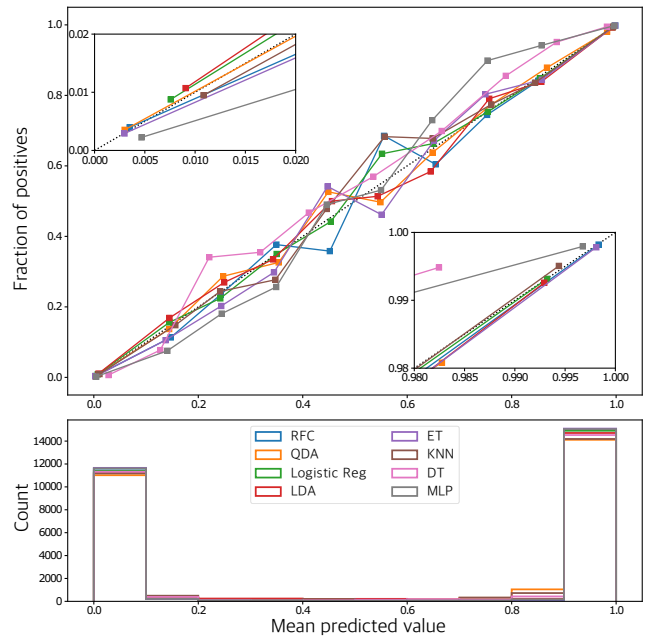 1.0
0.8
0.6
0.4
0.2
0.0
Fraction of positives
0.02
0.01
0.00
0.000 0.005 0.010 0.015 0.020
1.00
0.99
0.98
0.980 0.985 0.990 0.995 1.000
0.0 0.2 0.4 0.6 0.8 1.0
14000
12000
10000
8000
6000
4000
2000
0
Count
RFC
QDA
Logistic Reg
LDA
ET
KNN
DT
MLP
0.0 0.2 0.4 0.6 0.8 1.0
Mean predicted value